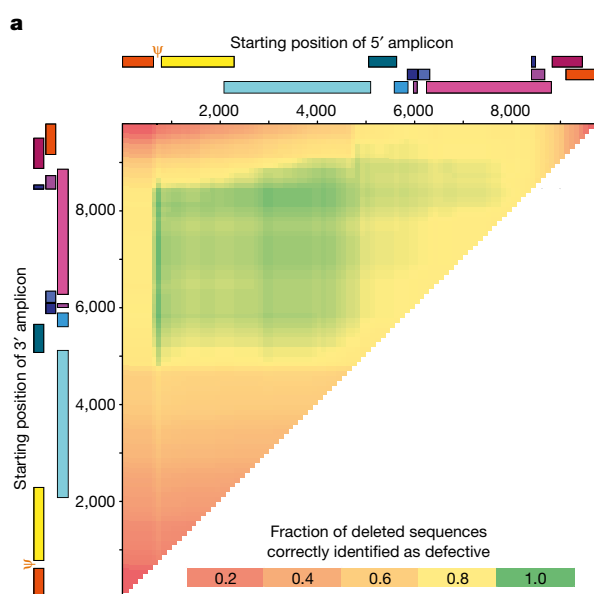 a
Starting position of 5′ amplicon
ψ
2,000 4,000 6,000 8,000
8,000
6,000
4,000
2,000
Starting position of 3′ amplicon
ψ
Fraction of deleted sequences
correctly identified as defective
0.2 0.4 0.6 0.8 1.0